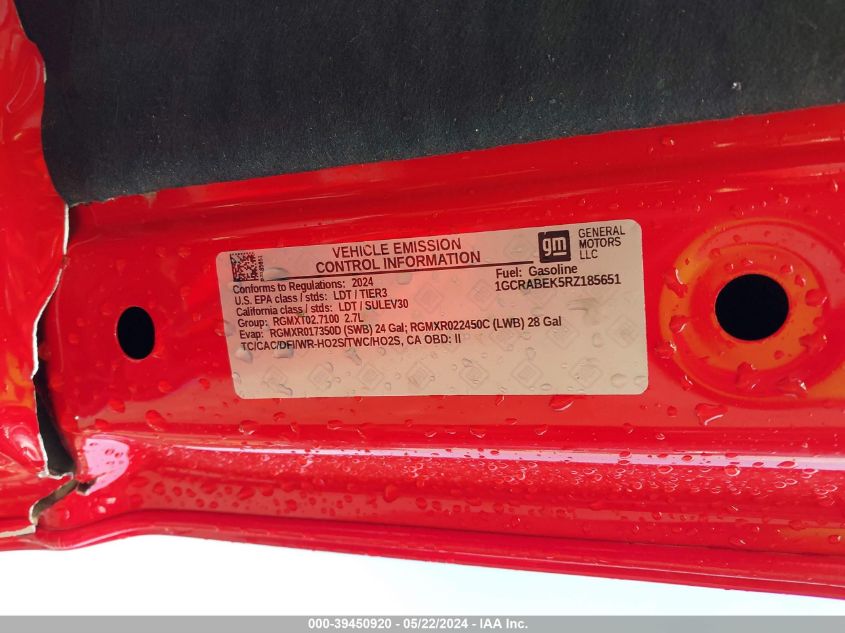 VEHICLE EMISSION
CONTROL INFORMATION
gm
GENERAL
MOTORS
LLC
Conforms to Regulations: 2024
Fuel: Gasoline
U.S. EPA class / stds: LDT / TIER3
1GCRABEK5RZ185651
California class / stds: LDT / SULEV30
Group: RGMXT02.7100 2.7L
Evap: RGMXR017350D (SWB) 24 Gal; RGMXR022450C (LWB) 28 Gal
TC/CAC/DFI/WR-HO2S/TWC/HO2S, CA OBD: II
000-39450920 - 05/22/2024 - IAA Inc.